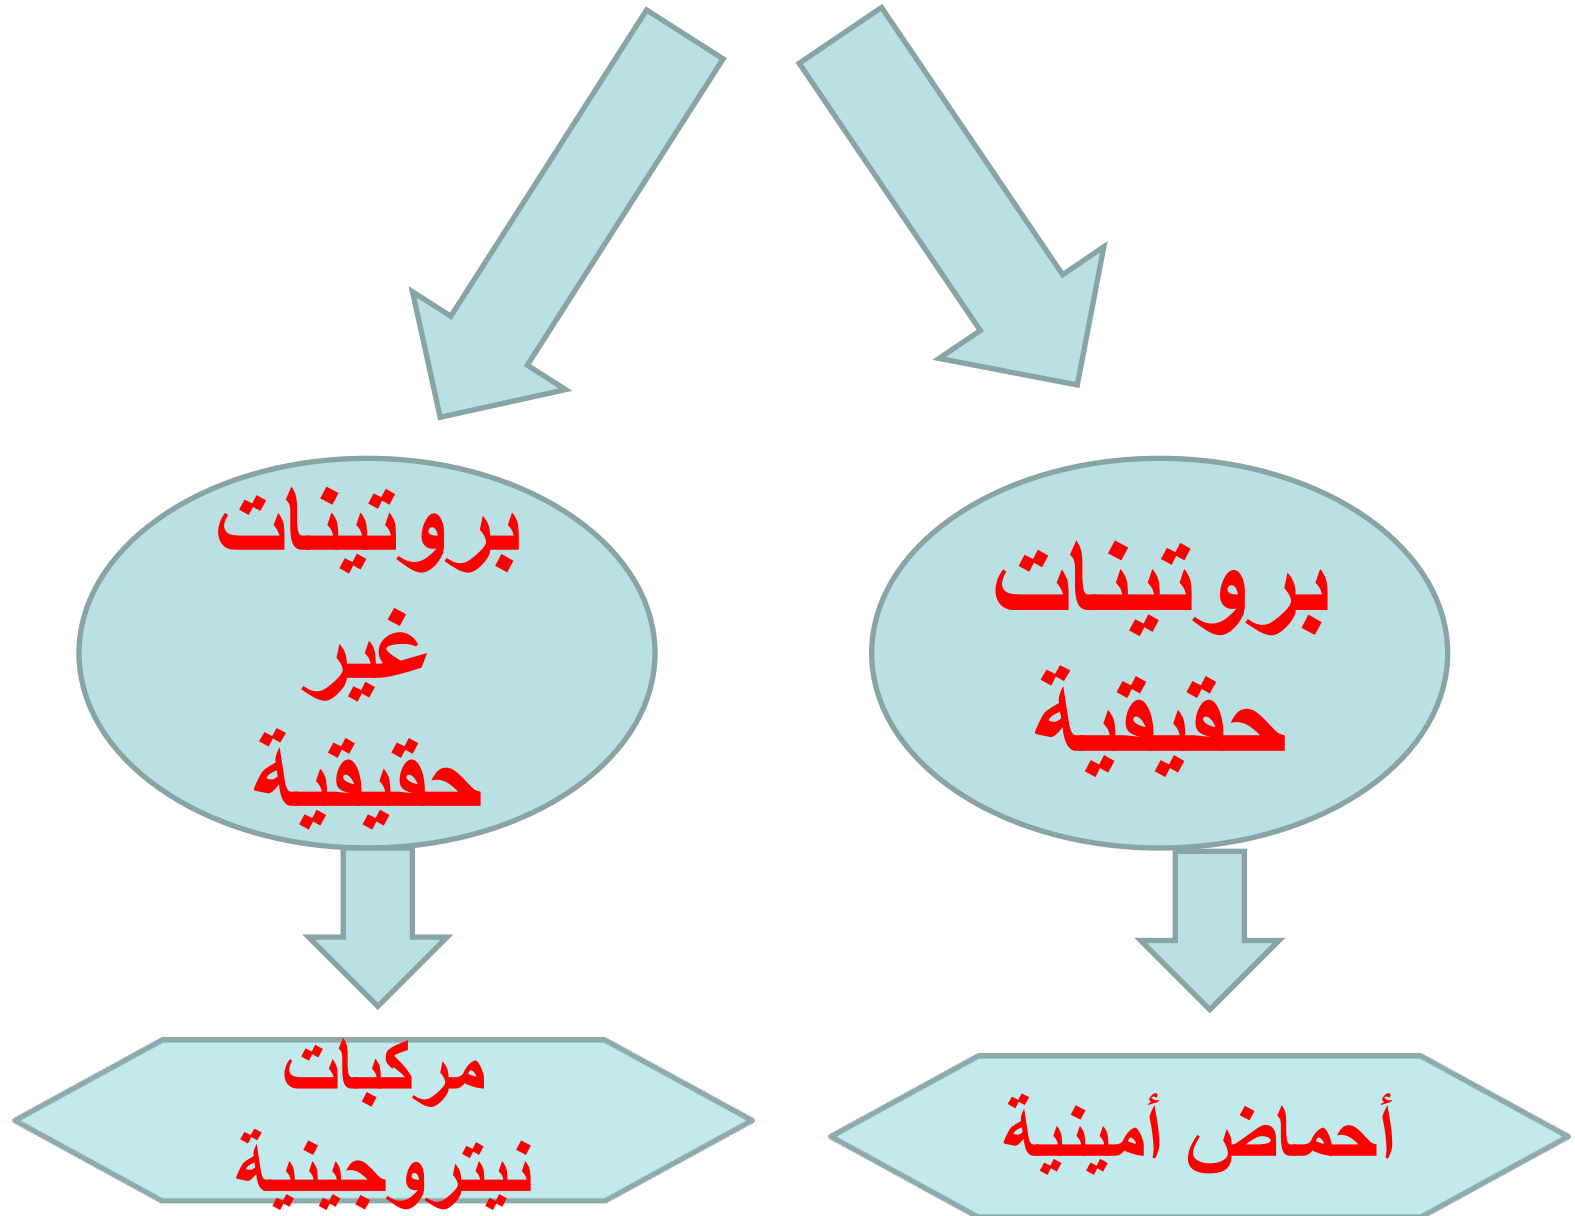 بروتينات
حقيقية
بروتينات
غير
حقيقية
أحماض أمينية
مركبات
نيتروجينية